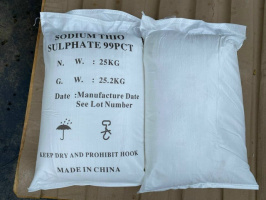 SODIUM THIO
SULPHATE 99PCT
N. W. : 25KG
G. W. : 25.2KG
Date :Manufacture Date
See Lot Number
KEEP DRY AND PROHIBIT HOOK
MADE IN CHINA